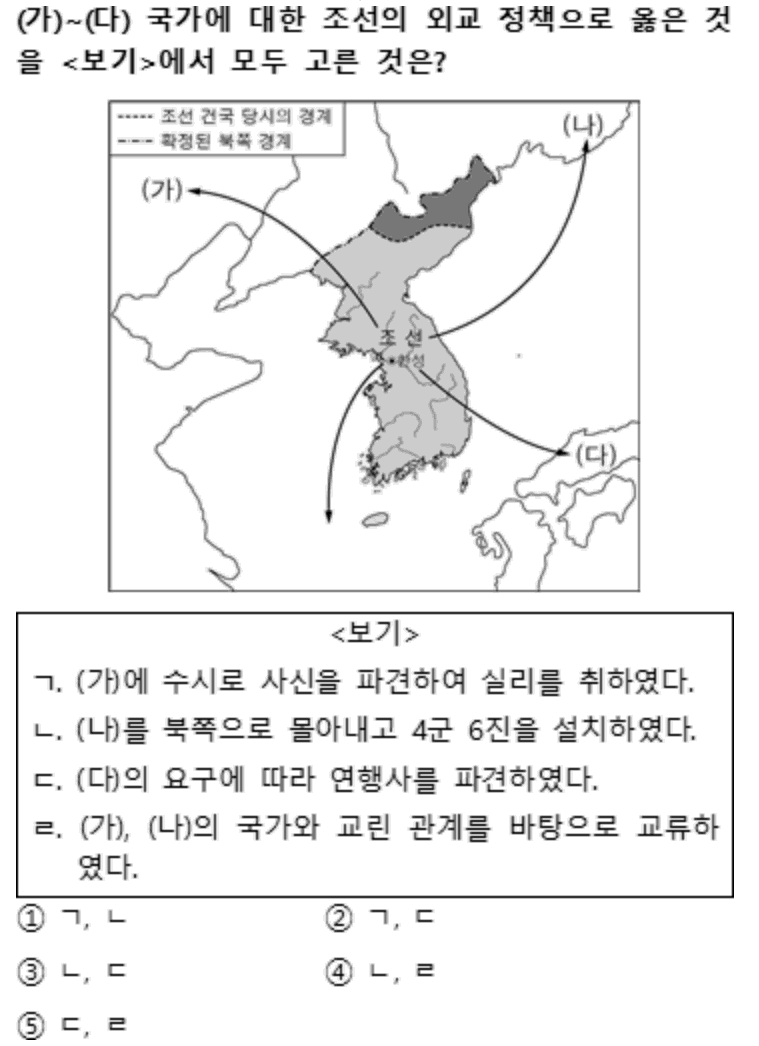 (가)~(다) 국가에 대한 조선의 외교 정책으로 옳은 것
을 <보기>에서 모두 고른 것은?
조선 건국 당시의 경계
확정된 북쪽 경계
(나)
(가)
조선
한성
(다)
<보기>
ㄱ. (가)에 수시로 사신을 파견하여 실리를 취하였다.
ㄴ. (나)를 북쪽으로 몰아내고 4군 6진을 설치하였다.
ㄷ. (다)의 요구에 따라 연행사를 파견하였다.
ㄹ. (가), (나)의 국가와 교린 관계를 바탕으로 교류하
였다.
① ㄱ, ㄴ
② ㄱ, ㄷ
③ ㄴ, ㄷ
④ ㄴ, ㄹ
⑤ ㄷ, ㄹ